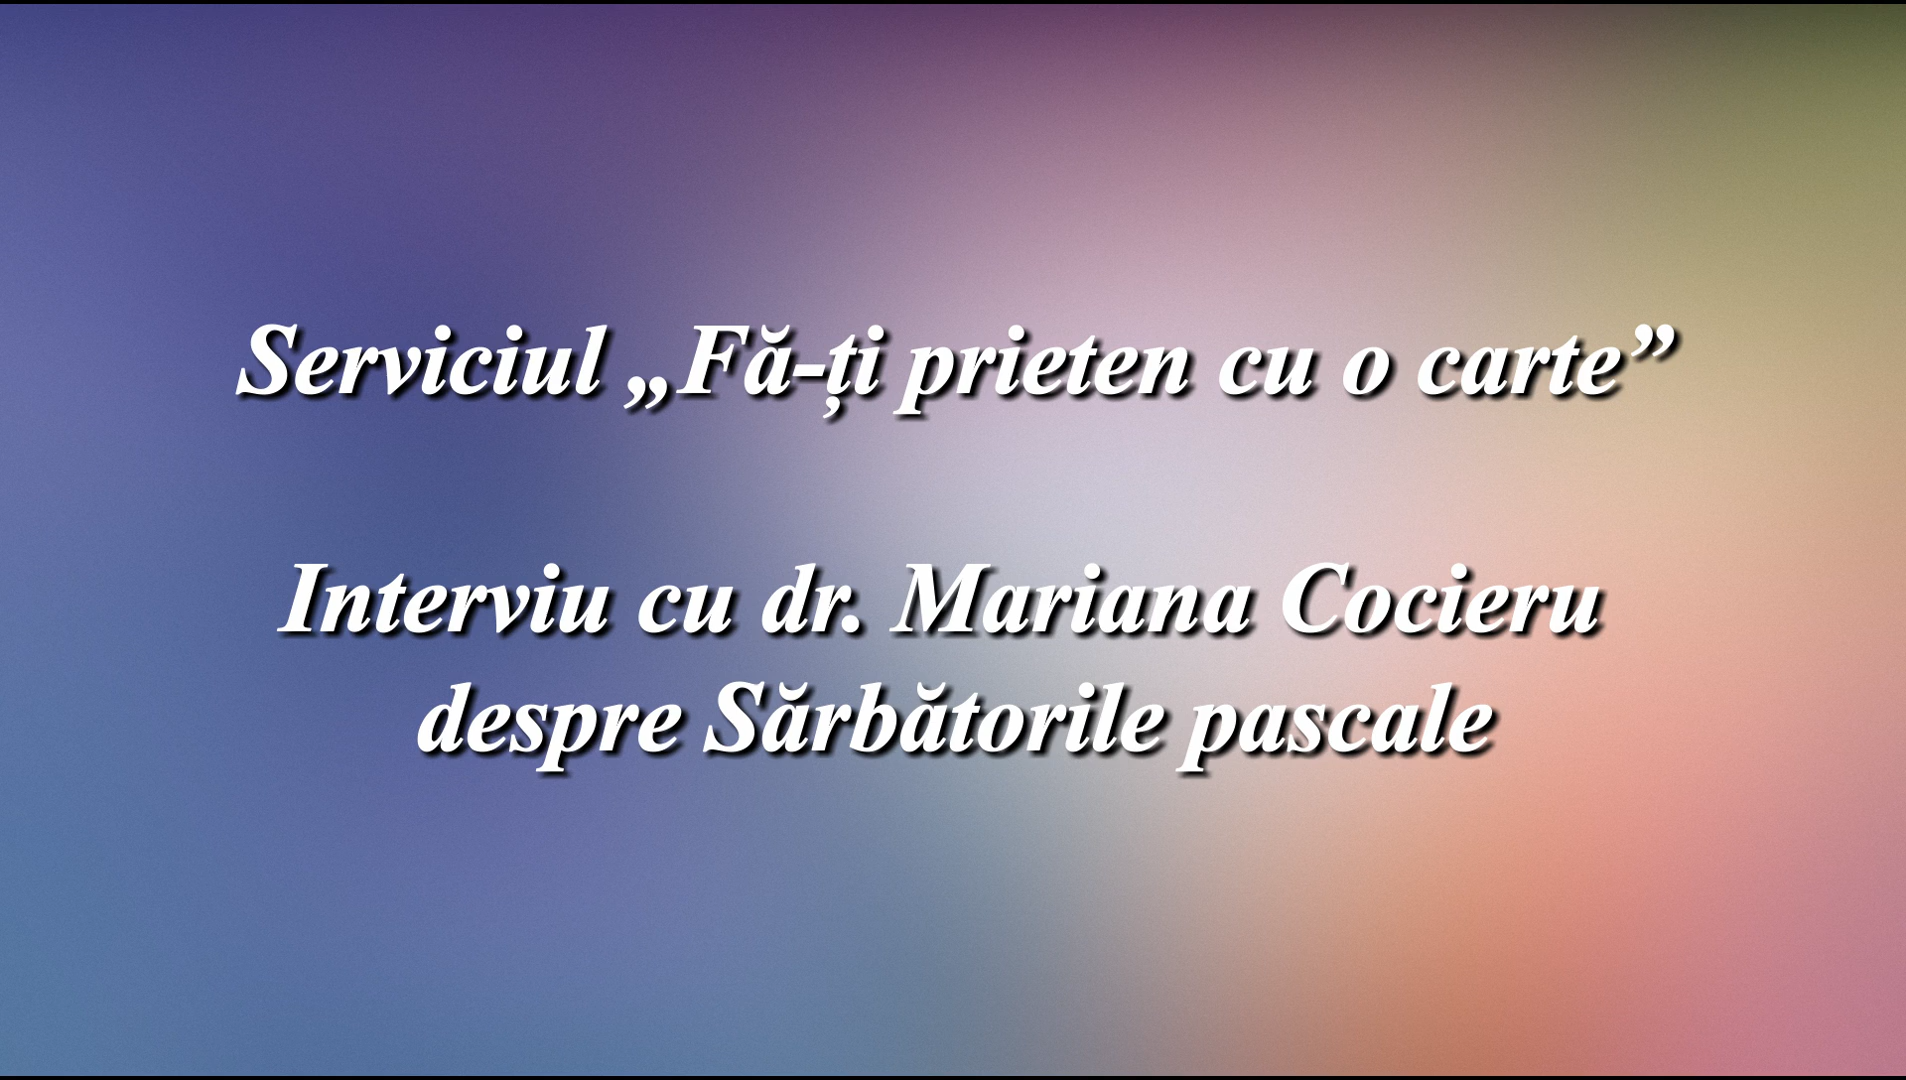 Serviciul „Fă-ți prieten cu o carte”
Interviu cu dr. Mariana Cocieru
despre Sărbătorile pascale